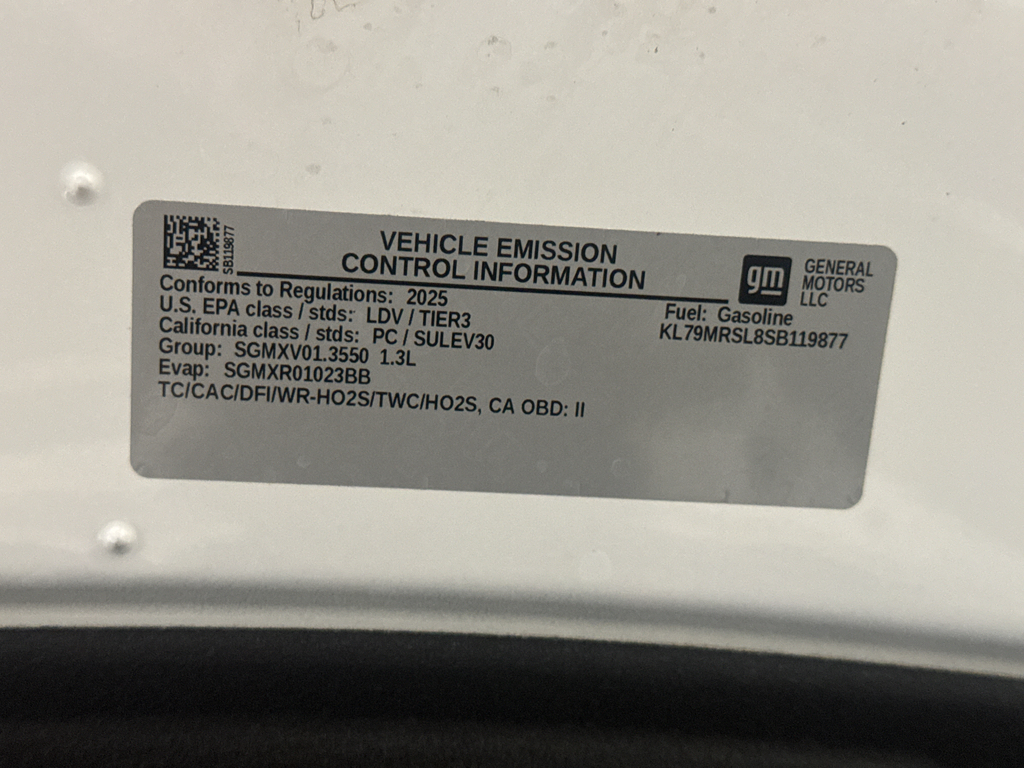 SB119877
VEHICLE EMISSION
CONTROL INFORMATION
gm
GENERAL
MOTORS
LLC
Conforms to Regulations: 2025
U.S. EPA class / stds: LDV / TIER3
California class / stds: PC / SULEV30
Group: SGMXV01.3550 1.3L
Evap: SGMXR01023BB
TC/CAC/DFI/WR-HO2S/TWC/HO2S, CA OBD: II
Fuel: Gasoline
KL79MRSL8SB119877